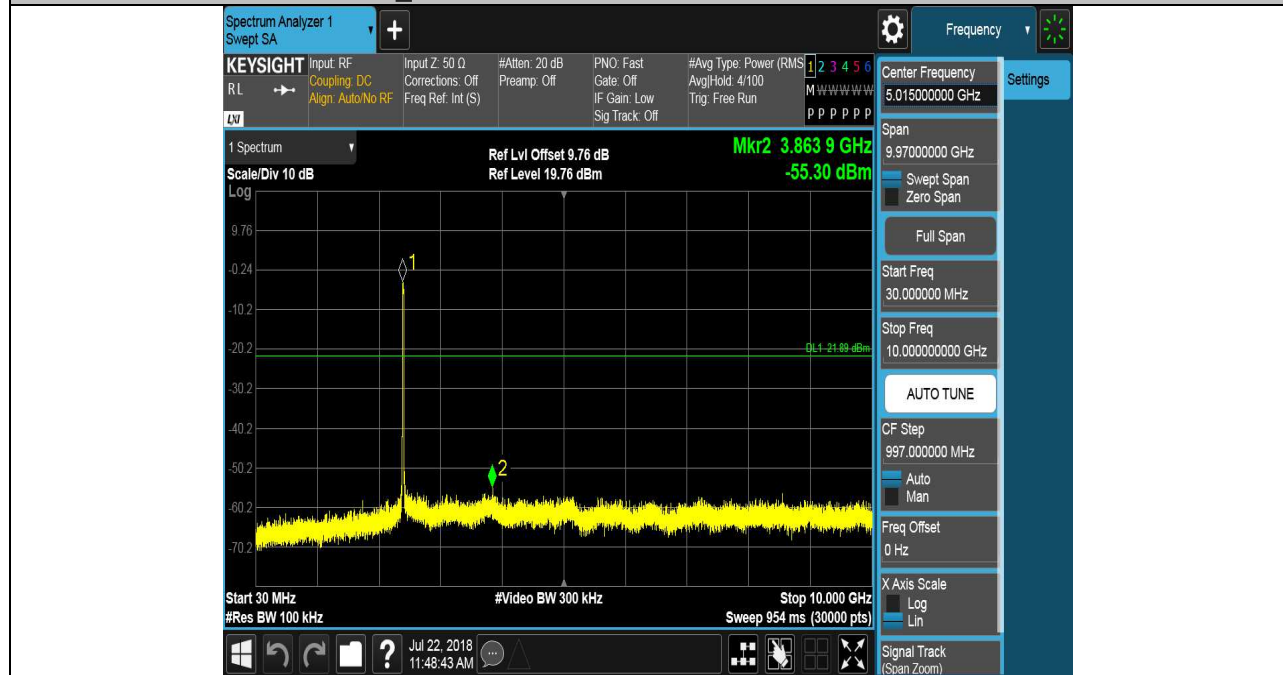 Spectrum Analyzer 1
Swept SA
+
Frequency
KEYSIGHT
RL
LXI
Input: RF
Coupling: DC
Align: Auto/No RF
Input Z: 50 Ω
Corrections: Off
Freq Ref: Int (S)
#Atten: 20 dB
Preamp: Off
PNO: Fast
Gate: Off
IF Gain: Low
Sig Track: Off
#Avg Type: Power (RMS
Avg|Hold: 4/100
Trig: Free Run
1 2 3 4 5 6
M W W W W W
P P P P P P
1 Spectrum
Scale/Div 10 dB
Log
Ref Lvl Offset 9.76 dB
Ref Level 19.76 dBm
Mkr2 3.863 9 GHz
-55.30 dBm
9.76
-0.24
-10.2
-20.2
-30.2
-40.2
-50.2
-60.2
-70.2
1
DL1 -21.89 dBm
2
Start 30 MHz
#Res BW 100 kHz
#Video BW 300 kHz
Stop 10.000 GHz
Sweep 954 ms (30000 pts)
?
Jul 22, 2018
11:48:43 AM
Center Frequency
5.015000000 GHz
Settings
Span
9.97000000 GHz
Swept Span
Zero Span
Full Span
Start Freq
30.000000 MHz
Stop Freq
10.000000000 GHz
AUTO TUNE
CF Step
997.000000 MHz
Auto
Man
Freq Offset
0 Hz
X Axis Scale
Log
Lin
Signal Track
(Span Zoom)